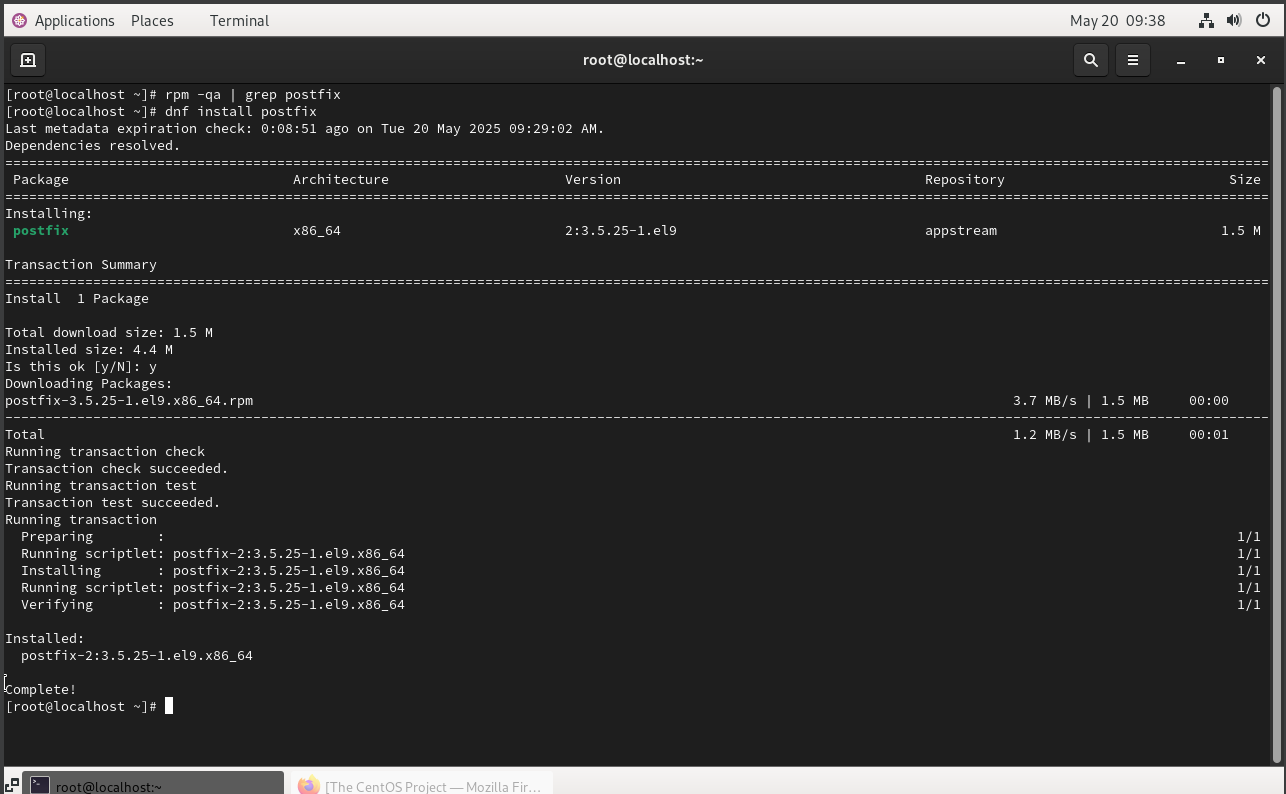 Applications Places Terminal May 20 09:38
root@localhost:~
[root@localhost ~]# rpm -qa | grep postfix
[root@localhost ~]# dnf install postfix
Last metadata expiration check: 0:08:51 ago on Tue 20 May 2025 09:29:02 AM.
Dependencies resolved.
================================================================================
Package Architecture Version Repository Size
================================================================================
Installing:
postfix x86_64 2:3.5.25-1.el9 appstream 1.5 M
Transaction Summary
================================================================================
Install  1 Package
Total download size: 1.5 M
Installed size: 4.4 M
Is this ok [y/N]: y
Downloading Packages:
postfix-3.5.25-1.el9.x86_64.rpm 3.7 MB/s | 1.5 MB 00:00
--------------------------------------------------------------------------------
Total 1.2 MB/s | 1.5 MB 00:01
Running transaction check
Transaction check succeeded.
Running transaction test
Transaction test succeeded.
Running transaction
Preparing : 1/1
Running scriptlet: postfix-2:3.5.25-1.el9.x86_64 1/1
Installing : postfix-2:3.5.25-1.el9.x86_64 1/1
Running scriptlet: postfix-2:3.5.25-1.el9.x86_64 1/1
Verifying : postfix-2:3.5.25-1.el9.x86_64 1/1
Installed:
postfix-2:3.5.25-1.el9.x86_64
Complete!
[root@localhost ~]#
root@localhost:~ [The CentOS Project — Mozilla Fir...